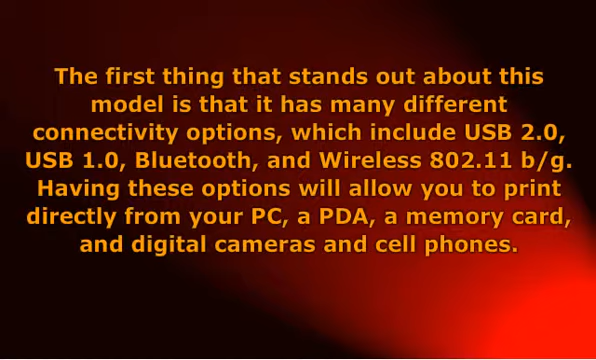 The first thing that stands out about this
model is that it has many different
connectivity options, which include USB 2.0,
USB 1.0, Bluetooth, and Wireless 802.11 b/g.
Having these options will allow you to print
directly from your PC, a PDA, a memory card,
and digital cameras and cell phones.